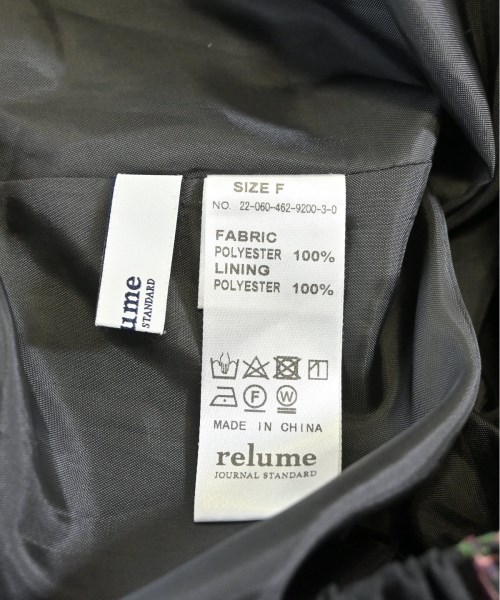 SIZE F
NO. 22-060-462-9200-3-0
FABRIC
POLYESTER 100%
LINING
POLYESTER 100%
F W
MADE IN CHINA
relume
JOURNAL STANDARD
lume
STANDARD